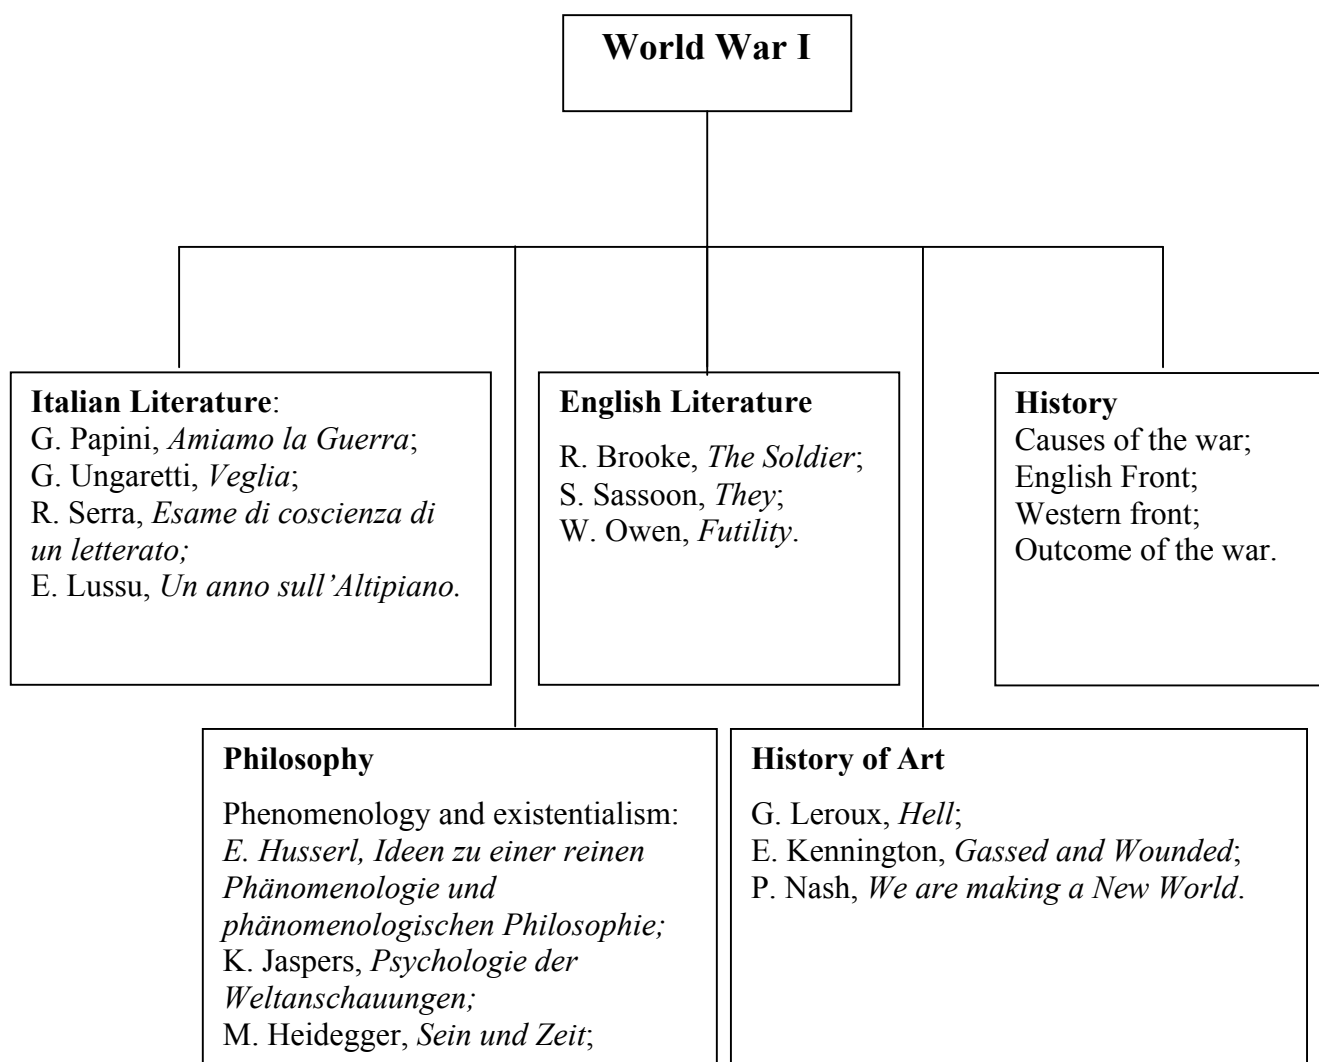 World War I
Italian Literature:
G. Papini, Amiamo la Guerra;
G. Ungaretti, Veglia;
R. Serra, Esame di coscienza di
un letterato;
E. Lussu, Un anno sull’Altipiano.
English Literature
R. Brooke, The Soldier;
S. Sassoon, They;
W. Owen, Futility.
History
Causes of the war;
English Front;
Western front;
Outcome of the war.
Philosophy
Phenomenology and existentialism:
E. Husserl, Ideen zu einer reinen
Phänomenologie und
phänomenologischen Philosophie;
K. Jaspers, Psychologie der
Weltanschauungen;
M. Heidegger, Sein und Zeit;
History of Art
G. Leroux, Hell;
E. Kennington, Gassed and Wounded;
P. Nash, We are making a New World.